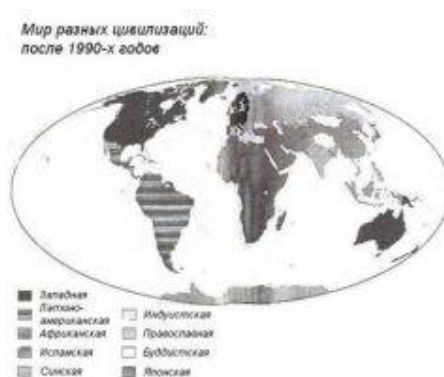 Мир разных цивилизаций:
после 1990-х годов
Западная
Латино-
американская
Африканская
Исламская
Синская
Индуистская
Православная
Буддистская
Японская